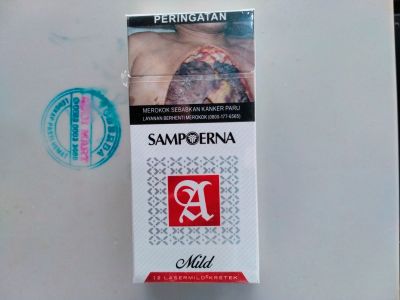 PERINGATAN
MEROKOK SEBABKAN KANKER PARU
LAYANAN BERHENTI MEROKOK (0800-177-6565)
SAMPOERNA
A
Mild
12 LASERMILD KRETEK